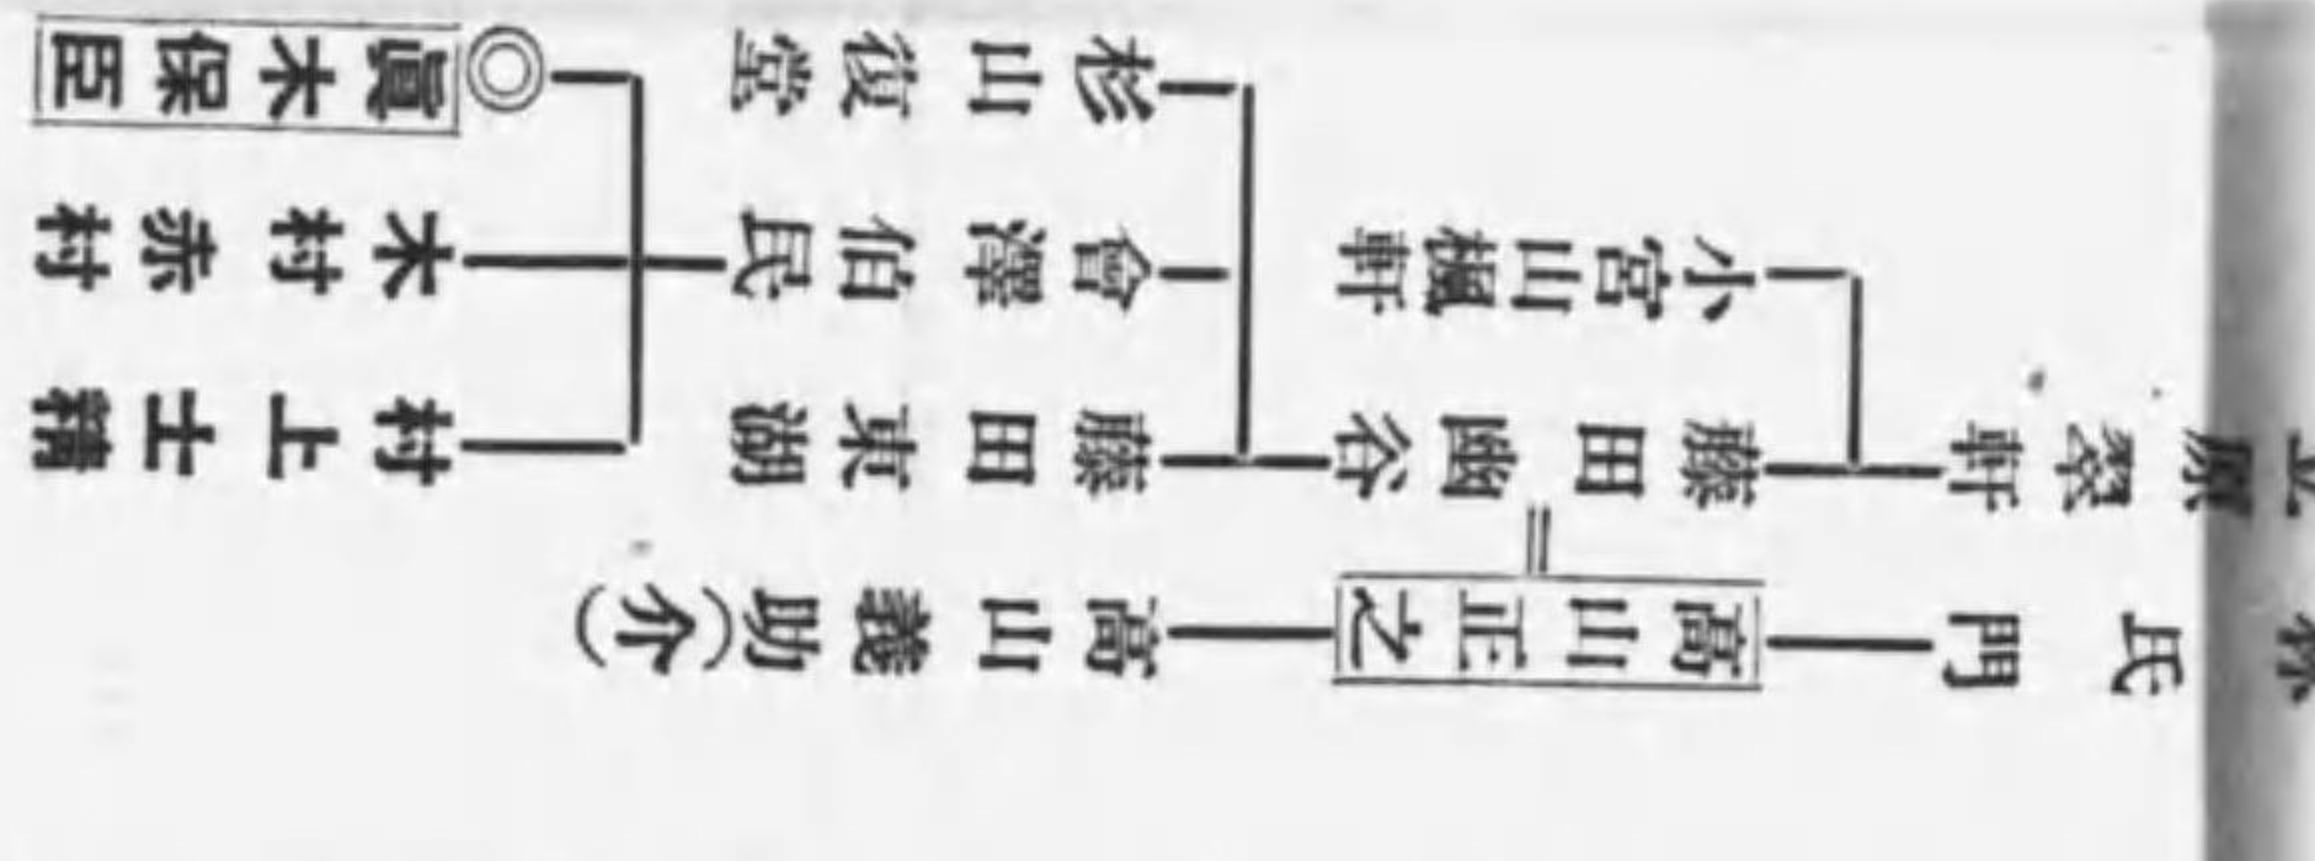 氏門
高山正之
高山義助(介)
立原翠軒
藤田幽谷
藤田東湖
村上士精
小宮山楓軒
會澤伯民
木村赤村
杉山復堂
◎眞木保臣